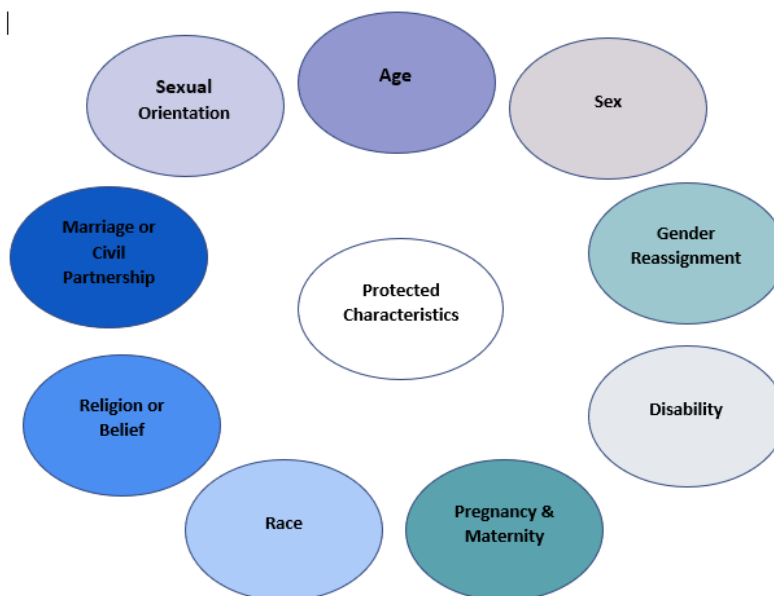 Age
Sexual
Orientation
Sex
Gender
Reassignment
Marriage or
Civil
Partnership
Protected
Characteristics
Disability
Religion or
Belief
Race
Pregnancy &
Maternity